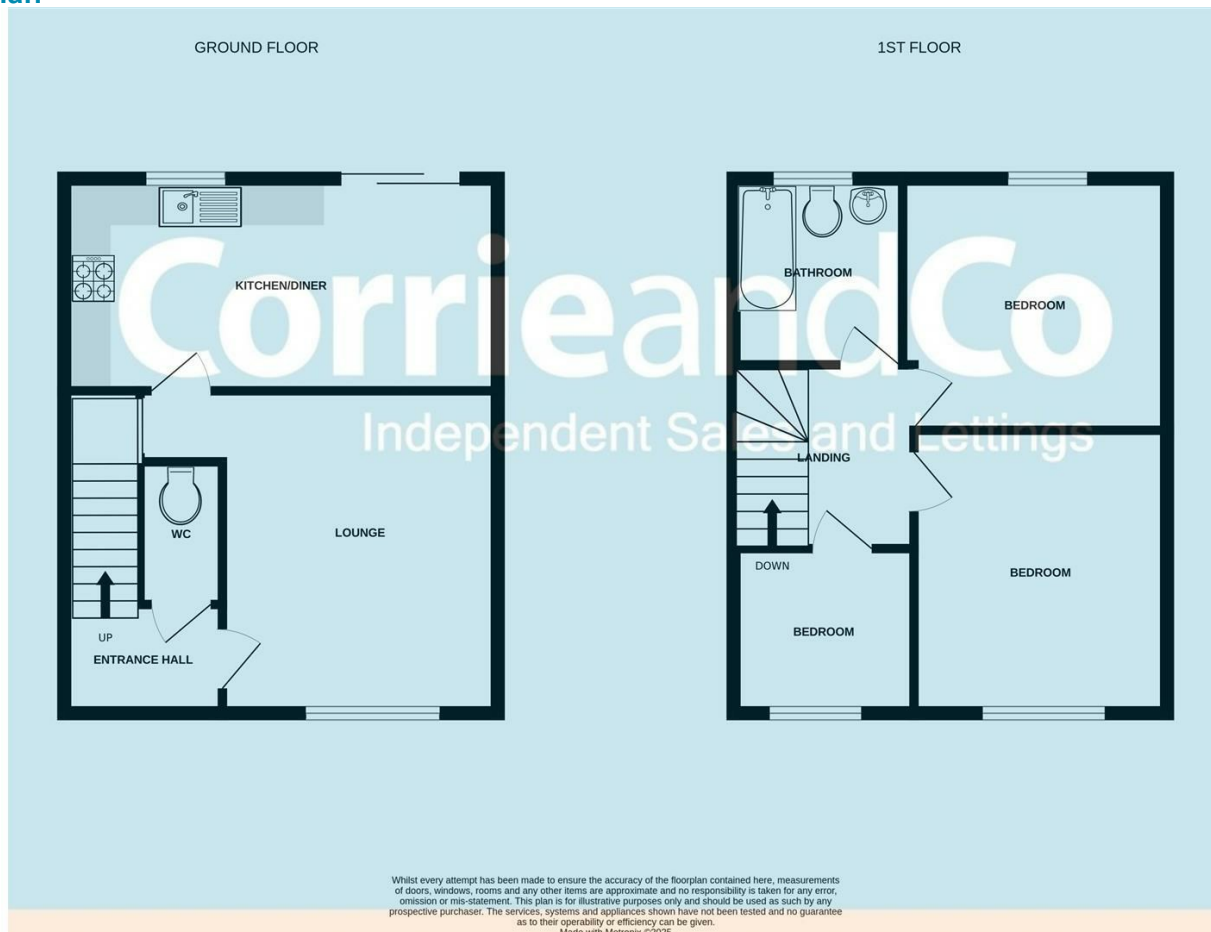 GROUND FLOOR
1ST FLOOR
KITCHEN/DINER
BATHROOM
BEDROOM
CorrieandCo
Independent Sales and Lettings
LANDING
WC
LOUNGE
BEDROOM
DOWN
UP
BEDROOM
ENTRANCE HALL
Whilst every attempt has been made to ensure the accuracy of the floorplan contained here, measurements
of doors, windows, rooms and any other items are approximate and no responsibility is taken for any error,
omission or mis-statement. This plan is for illustrative purposes only and should be used as such by any
prospective purchaser. The services, systems and appliances shown have not been tested and no guarantee
as to their operability or efficiency can be given.
Made with Metropix ©2025